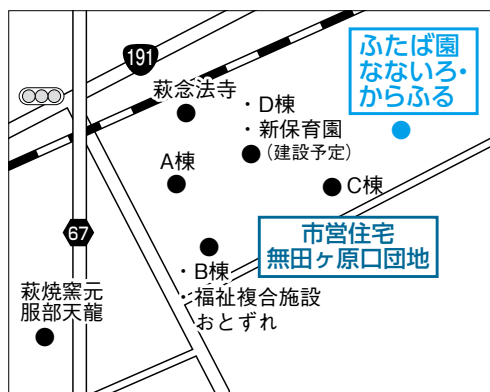 191
ふたば園
なないろ・
からふる
萩念法寺
・D棟
・新保育園
（建設予定）
A棟
C棟
67
市営住宅
無田ヶ原口団地
・B棟
・福祉複合施設
おとずれ
萩焼窯元
服部天龍